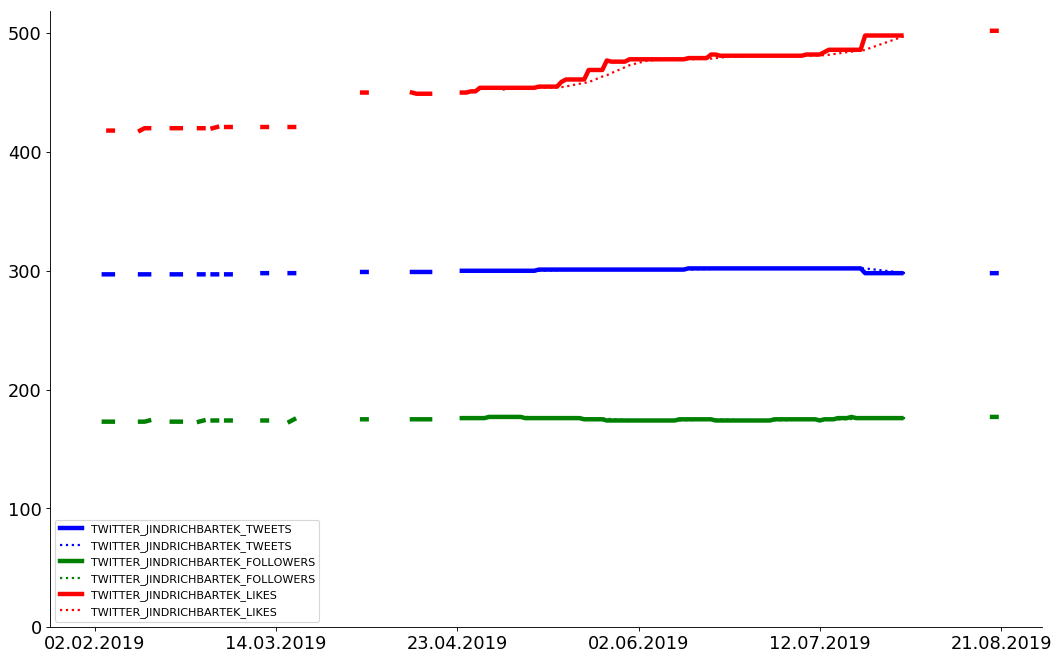 500
400
300
200
100
0
TWITTER_JINDRICHBARTEK_TWEETS
TWITTER_JINDRICHBARTEK_TWEETS
TWITTER_JINDRICHBARTEK_FOLLOWERS
TWITTER_JINDRICHBARTEK_FOLLOWERS
TWITTER_JINDRICHBARTEK_LIKES
TWITTER_JINDRICHBARTEK_LIKES
02.02.2019 14.03.2019 23.04.2019 02.06.2019 12.07.2019 21.08.2019